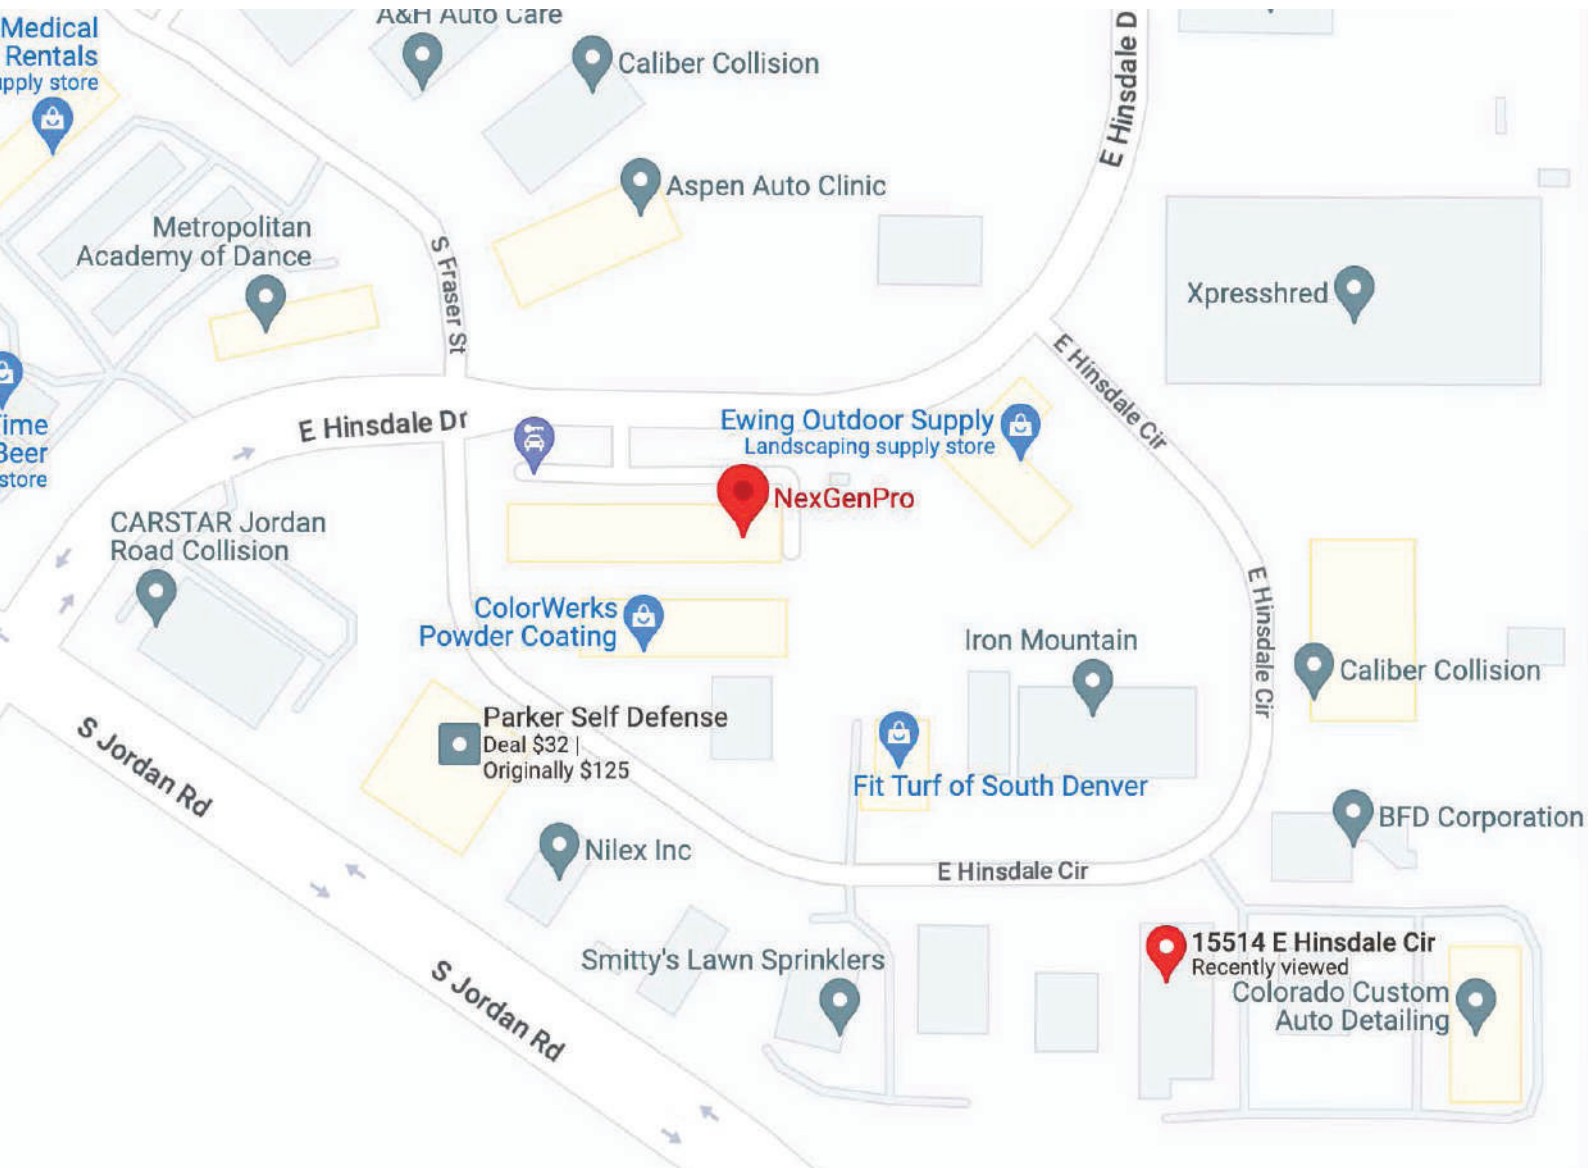 Medical
Rentals
A&H Auto Care
Caliber Collision
E Hinsdale D
Aspen Auto Clinic
Metropolitan
Academy of Dance
S Fraser St
Xpresshred
E Hinsdale Cir
E Hinsdale Dr
Ewing Outdoor Supply
Landscaping supply store
Beer
store
NexGenPro
CARSTAR Jordan
Road Collision
E Hinsdale Cir
ColorWerks
Powder Coating
Iron Mountain
Caliber Collision
Parker Self Defense
Deal $32 |
Originally $125
S Jordan Rd
Fit Turf of South Denver
BFD Corporation
Nilex Inc
E Hinsdale Cir
15514 E Hinsdale Cir
Recently viewed
Smitty's Lawn Sprinklers
Colorado Custom
Auto Detailing
S Jordan Rd